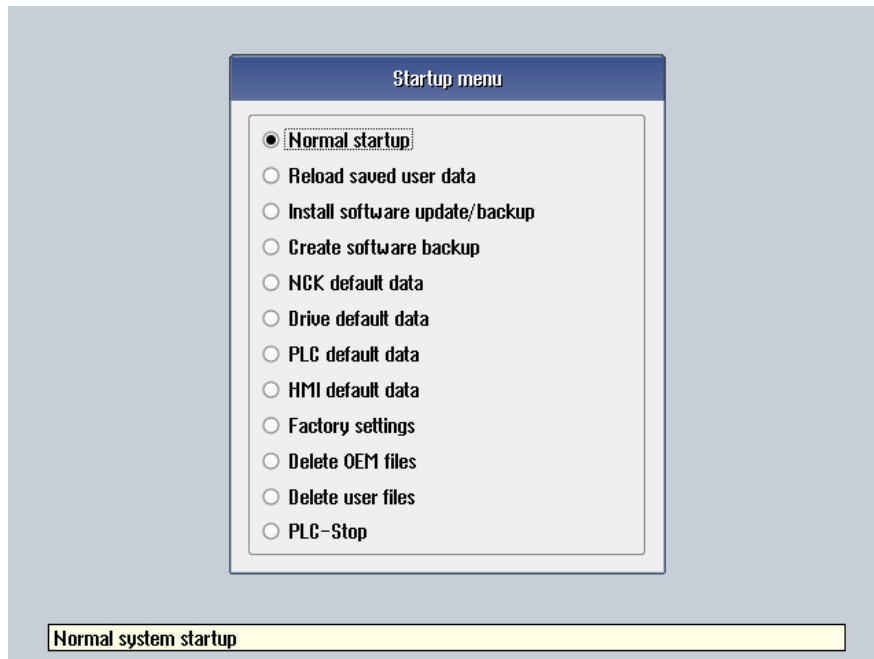 Startup menu
Normal startup
Reload saved user data
Install software update/backup
Create software backup
NCK default data
Drive default data
PLC default data
HMI default data
Factory settings
Delete OEM files
Delete user files
PLC-Stop
Normal system startup